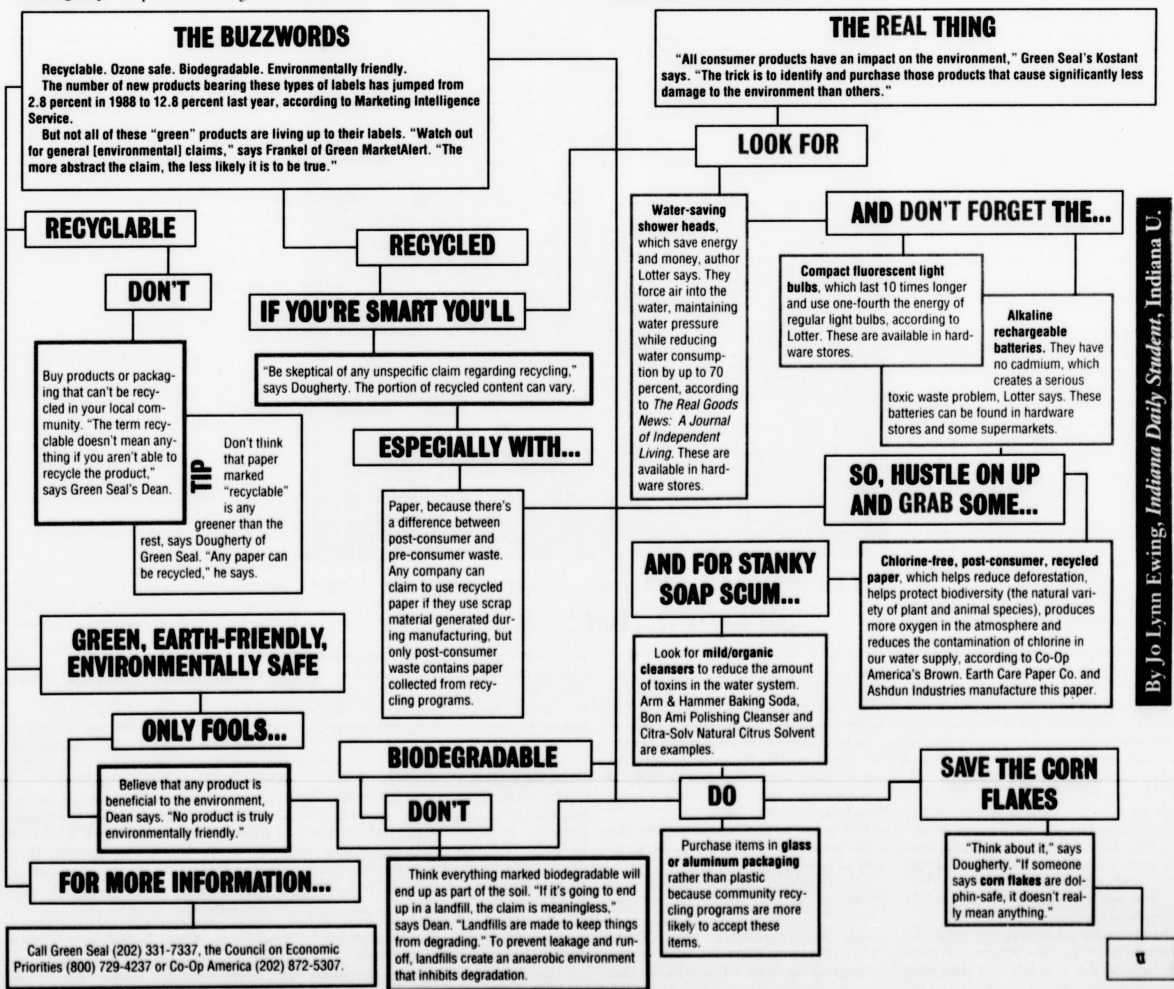 THE BUZZWORDS
Recyclable. Ozone safe. Biodegradable. Environmentally friendly.
The number of new products bearing these types of labels has jumped from
2.8 percent in 1988 to 12.8 percent last year, according to Marketing Intelligence
Service.
But not all of these “green” products are living up to their labels. “Watch out
for general [environmental] claims,” says Frankel of Green MarketAlert. “The
more abstract the claim, the less likely it is to be true.”
RECYCLABLE
DON'T
Buy products or packag-
ing that can't be recy-
cled in your local com-
munity. “The term recy-
clable doesn't mean any-
thing if you aren't able to
recycle the product,”
says Green Seal's Dean.
TIP
Don't think
that paper
marked
“recyclable”
is any
greener than the
rest, says Dougherty of
Green Seal. “Any paper can
be recycled,” he says.
RECYCLED
IF YOU'RE SMART YOU'LL
“Be skeptical of any unspecific claim regarding recycling,”
says Dougherty. The portion of recycled content can vary.
ESPECIALLY WITH...
Paper, because there's
a difference between
post-consumer and
pre-consumer waste.
Any company can
claim to use recycled
paper if they use scrap
material generated dur-
ing manufacturing, but
only post-consumer
waste contains paper
collected from recy-
cling programs.
GREEN, EARTH-FRIENDLY,
ENVIRONMENTALLY SAFE
ONLY FOOLS...
Believe that any product is
beneficial to the environment,
Dean says. “No product is truly
environmentally friendly.”
FOR MORE INFORMATION...
Call Green Seal (202) 331-7337, the Council on Economic
Priorities (800) 729-4237 or Co-Op America (202) 872-5307.
BIODEGRADABLE
DON'T
Think everything marked biodegradable will
end up as part of the soil. “If it's going to end
up in a landfill, the claim is meaningless,”
says Dean. “Landfills are made to keep things
from degrading.” To prevent leakage and run-
off, landfills create an anaerobic environment
that inhibits degradation.
THE REAL THING
“All consumer products have an impact on the environment,” Green Seal's Kostant
says. “The trick is to identify and purchase those products that cause significantly less
damage to the environment than others.”
LOOK FOR
Water-saving
shower heads,
which save energy
and money, author
Lotter says. They
force air into the
water, maintaining
water pressure
while reducing
water consump-
tion by up to 70
percent, according
to The Real Goods
News: A Journal
of Independent
Living. These are
available in hard-
ware stores.
AND DON'T FORGET THE...
Compact fluorescent light
bulbs, which last 10 times longer
and use one-fourth the energy of
regular light bulbs, according to
Lotter. These are available in hard-
ware stores.
Alkaline
rechargeable
batteries. They have
no cadmium, which
creates a serious
toxic waste problem, Lotter says. These
batteries can be found in hardware
stores and some supermarkets.
SO, HUSTLE ON UP
AND GRAB SOME...
Chlorine-free, post-consumer, recycled
paper, which helps reduce deforestation,
helps protect biodiversity (the natural vari-
ety of plant and animal species), produces
more oxygen in the atmosphere and
reduces the contamination of chlorine in
our water supply, according to Co-Op
America's Brown. Earth Care Paper Co. and
Ashdun Industries manufacture this paper.
AND FOR STANKY
SOAP SCUM...
Look for mild/organic
cleansers to reduce the amount
of toxins in the water system.
Arm & Hammer Baking Soda,
Bon Ami Polishing Cleanser and
Citra-Solv Natural Citrus Solvent
are examples.
DO
Purchase items in glass
or aluminum packaging
rather than plastic
because community recy-
cling programs are more
likely to accept these
items.
SAVE THE CORN
FLAKES
“Think about it,” says
Dougherty. “If someone
says corn flakes are dol-
phin-safe, it doesn't real-
ly mean anything.”
By Jo Lynn Ewing, Indiana Daily Student, Indiana U.